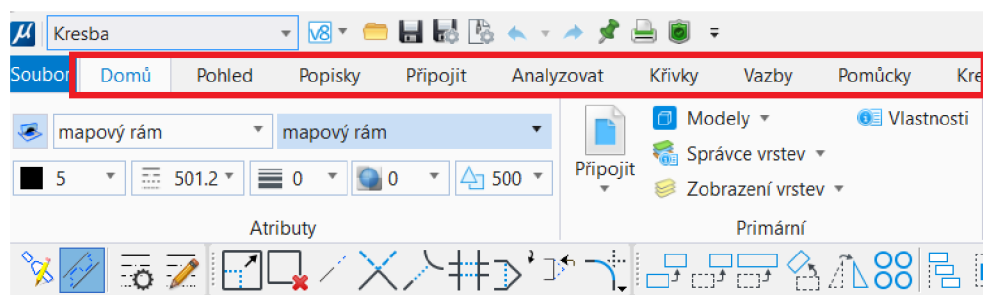 Kresba V8
Soubor Domů Pohled Popisky Připojit Analyzovat Křivky Vazby Pomůcky Kre
mapový rám mapový rám Modely Vlastnosti
Správce vrstev
5 501.2 0 0 500 Připojit
Zobrazení vrstev
Atributy Primární